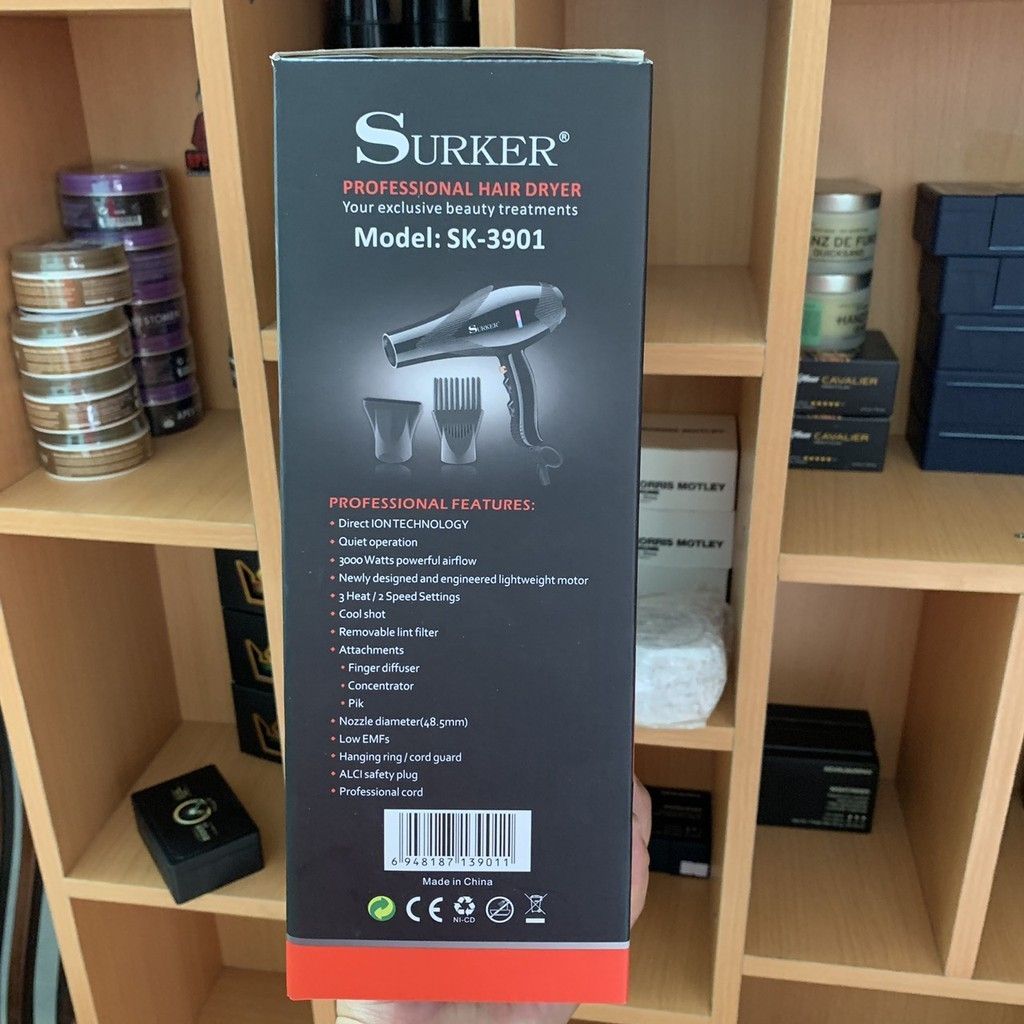 SURKER®
PROFESSIONAL HAIR DRYER
Your exclusive beauty treatments
Model: SK-3901
SURKER
PROFESSIONAL FEATURES:
Direct ION TECHNOLOGY
Quiet operation
3000 Watts powerful airflow
Newly designed and engineered lightweight motor
3 Heat / 2 Speed Settings
Cool shot
Removable lint filter
Attachments
Finger diffuser
Concentrator
Pik
Nozzle diameter(48.5mm)
Low EMFs
Hanging ring / cord guard
ALCI safety plug
Professional cord
6 948187 139011
Made in China
CE
NI-CD
QUICKSAND
CAVALIER
CAVALIER
MOTLEY
MOTLEY